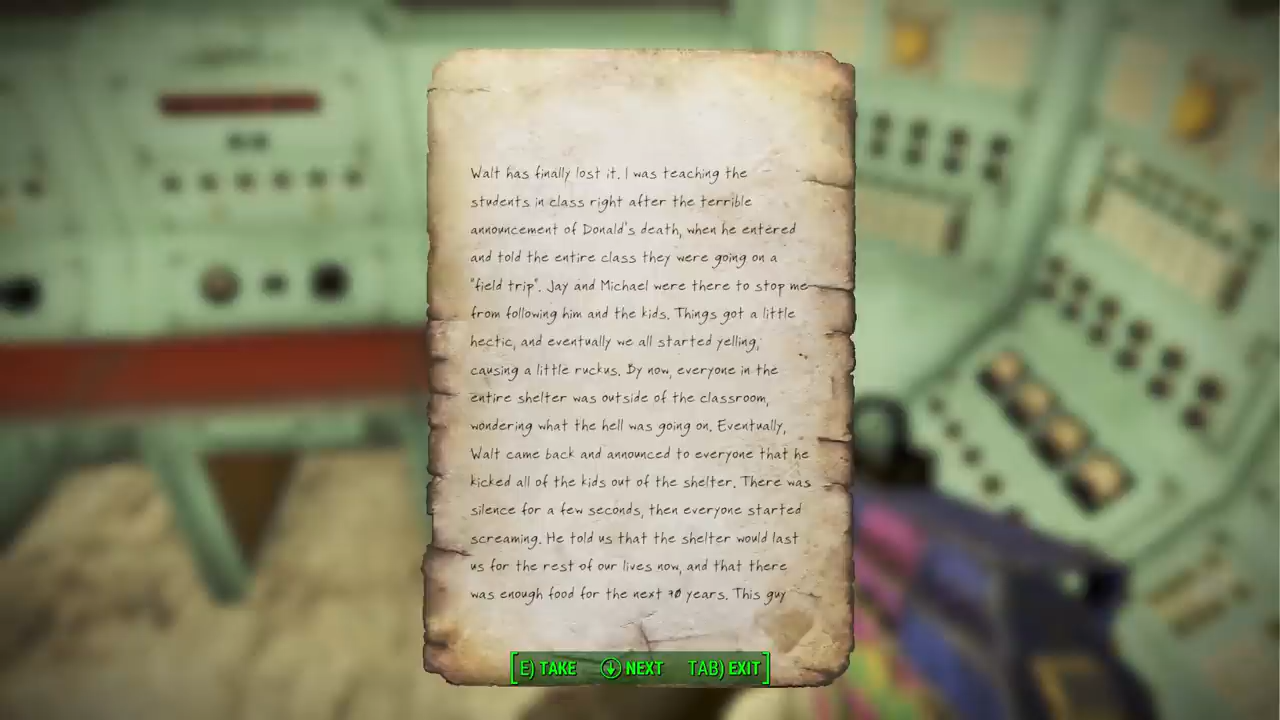 Walt has finally lost it. I was teaching the
students in class right after the terrible
announcement of Donald's death, when he entered
and told the entire class they were going on a
"field trip". Jay and Michael were there to stop me
from following him and the kids. Things got a little
hectic, and eventually we all started yelling,
causing a little ruckus. By now, everyone in the
entire shelter was outside of the classroom,
wondering what the hell was going on. Eventually,
Walt came back and announced to everyone that he
kicked all of the kids out of the shelter. There was
silence for a few seconds, then everyone started
screaming. He told us that the shelter would last
us for the rest of our lives now, and that there
was enough food for the next 70 years. This guy
E) TAKE NEXT TAB) EXIT